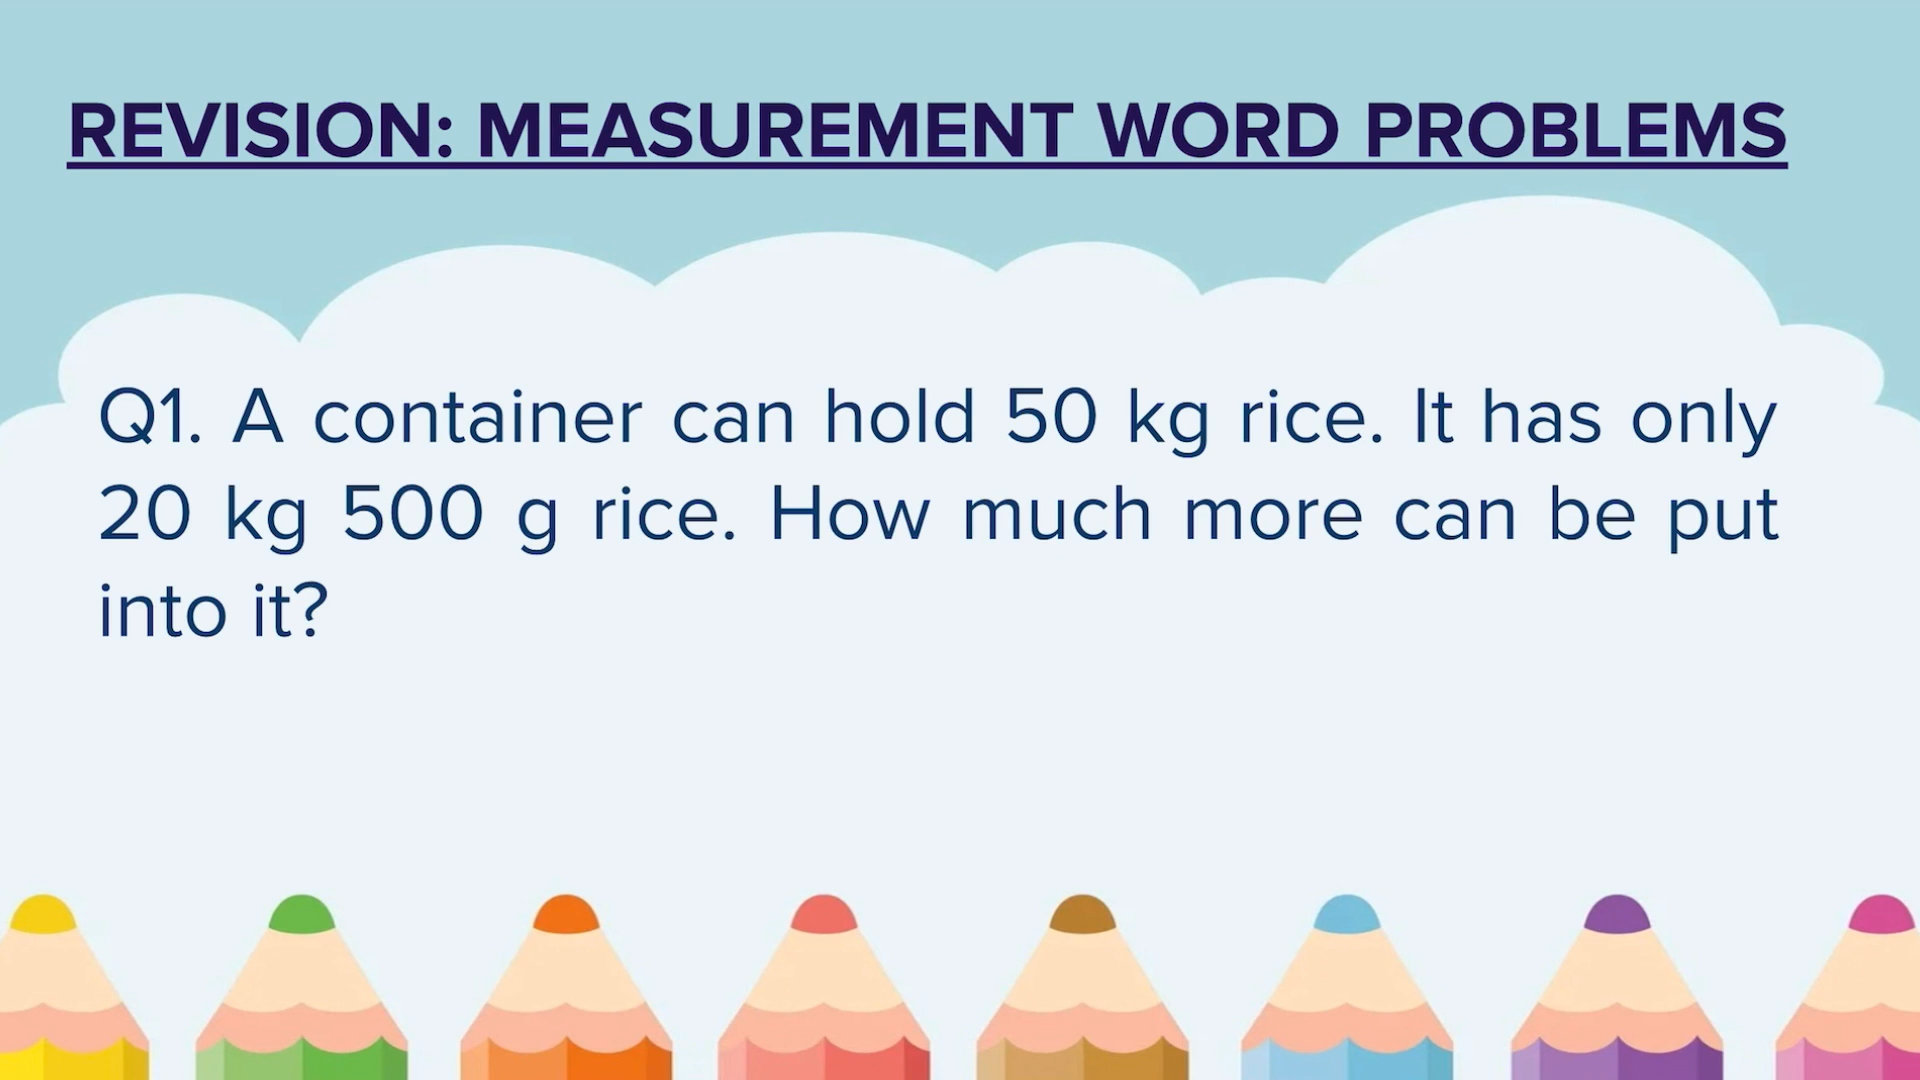 REVISION: MEASUREMENT WORD PROBLEMS
Q1. A container can hold 50 kg rice. It has only
20 kg 500 g rice. How much more can be put
into it?